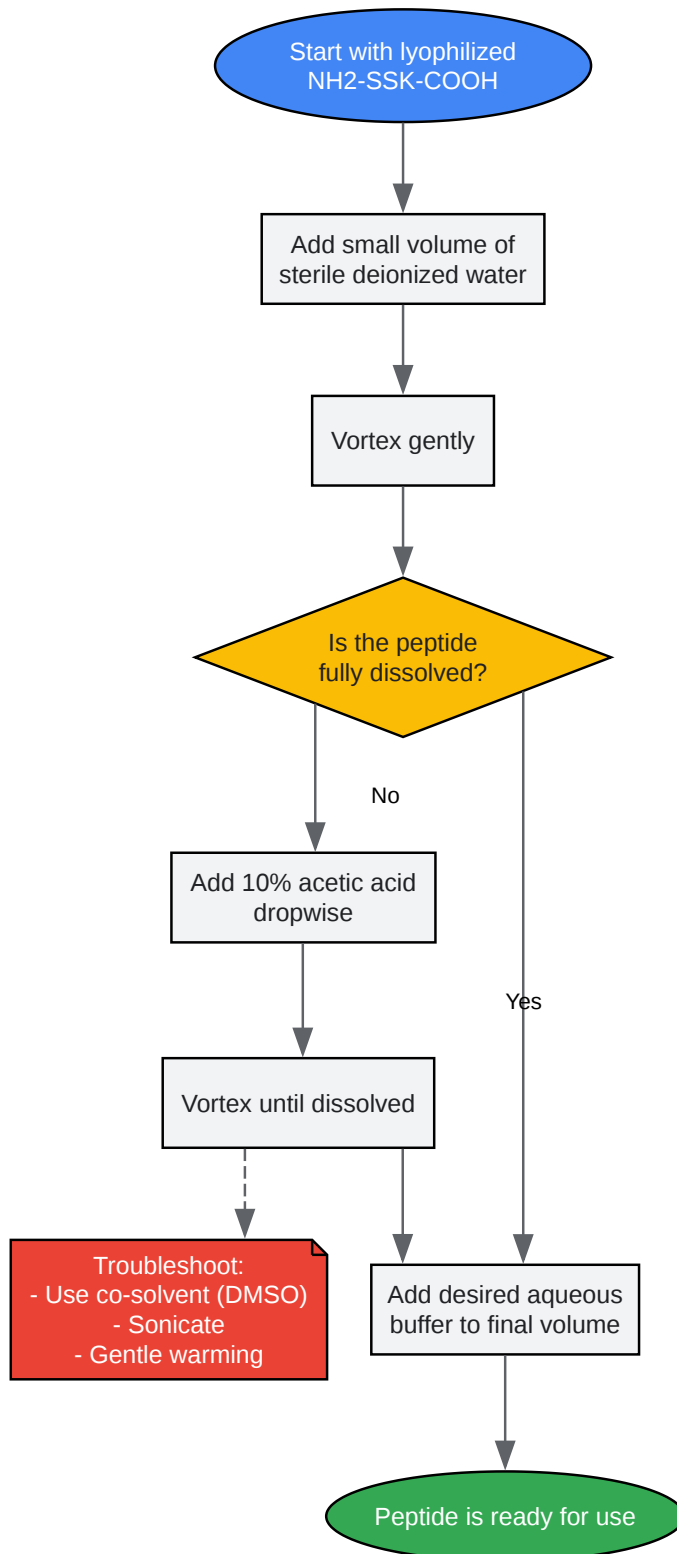 Start with lyophilized
NH2-SSK-COOH
Add small volume of
sterile deionized water
Vortex gently
Is the peptide
fully dissolved?
No
Add 10% acetic acid
dropwise
Yes
Vortex until dissolved
Troubleshoot:
- Use co-solvent (DMSO)
- Sonicate
- Gentle warming
Add desired aqueous
buffer to final volume
Peptide is ready for use